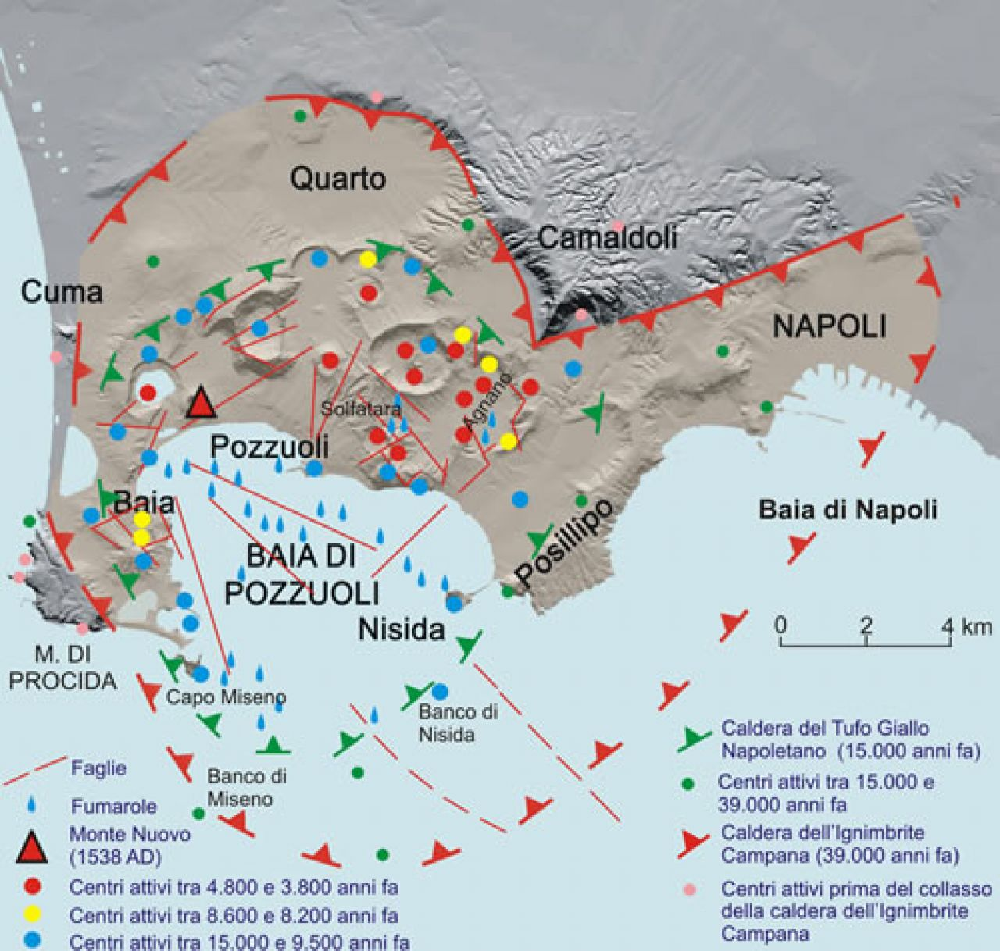 Quarto
Camaldoli
Cuma
NAPOLI
Solfatara
Agnano
Pozzuoli
Baia
Posillipo
Baia di Napoli
BAIA DI
POZZUOLI
Nisida
0 2 4 km
M. DI
PROCIDA
Capo Miseno
Banco di
Nisida
Banco di
Miseno
Faglie
Fumarole
Monte Nuovo
(1538 AD)
Centri attivi tra 4.800 e 3.800 anni fa
Centri attivi tra 8.600 e 8.200 anni fa
Centri attivi tra 15.000 e 9.500 anni fa
Caldera del Tufo Giallo
Napoletano (15.000 anni fa)
Centri attivi tra 15.000 e
39.000 anni fa
Caldera dell'Ignimbrite
Campana (39.000 anni fa)
Centri attivi prima del collasso
della caldera dell'Ignimbrite
Campana